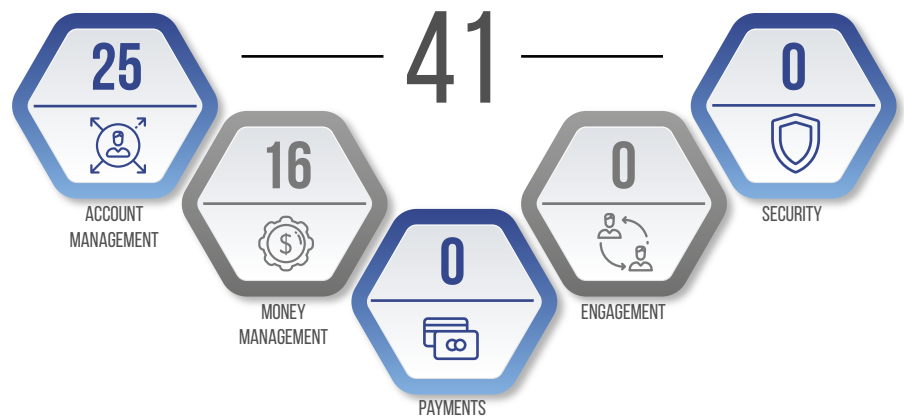 41
25
ACCOUNT
MANAGEMENT
16
$
MONEY
MANAGEMENT
0
PAYMENTS
0
ENGAGEMENT
0
SECURITY